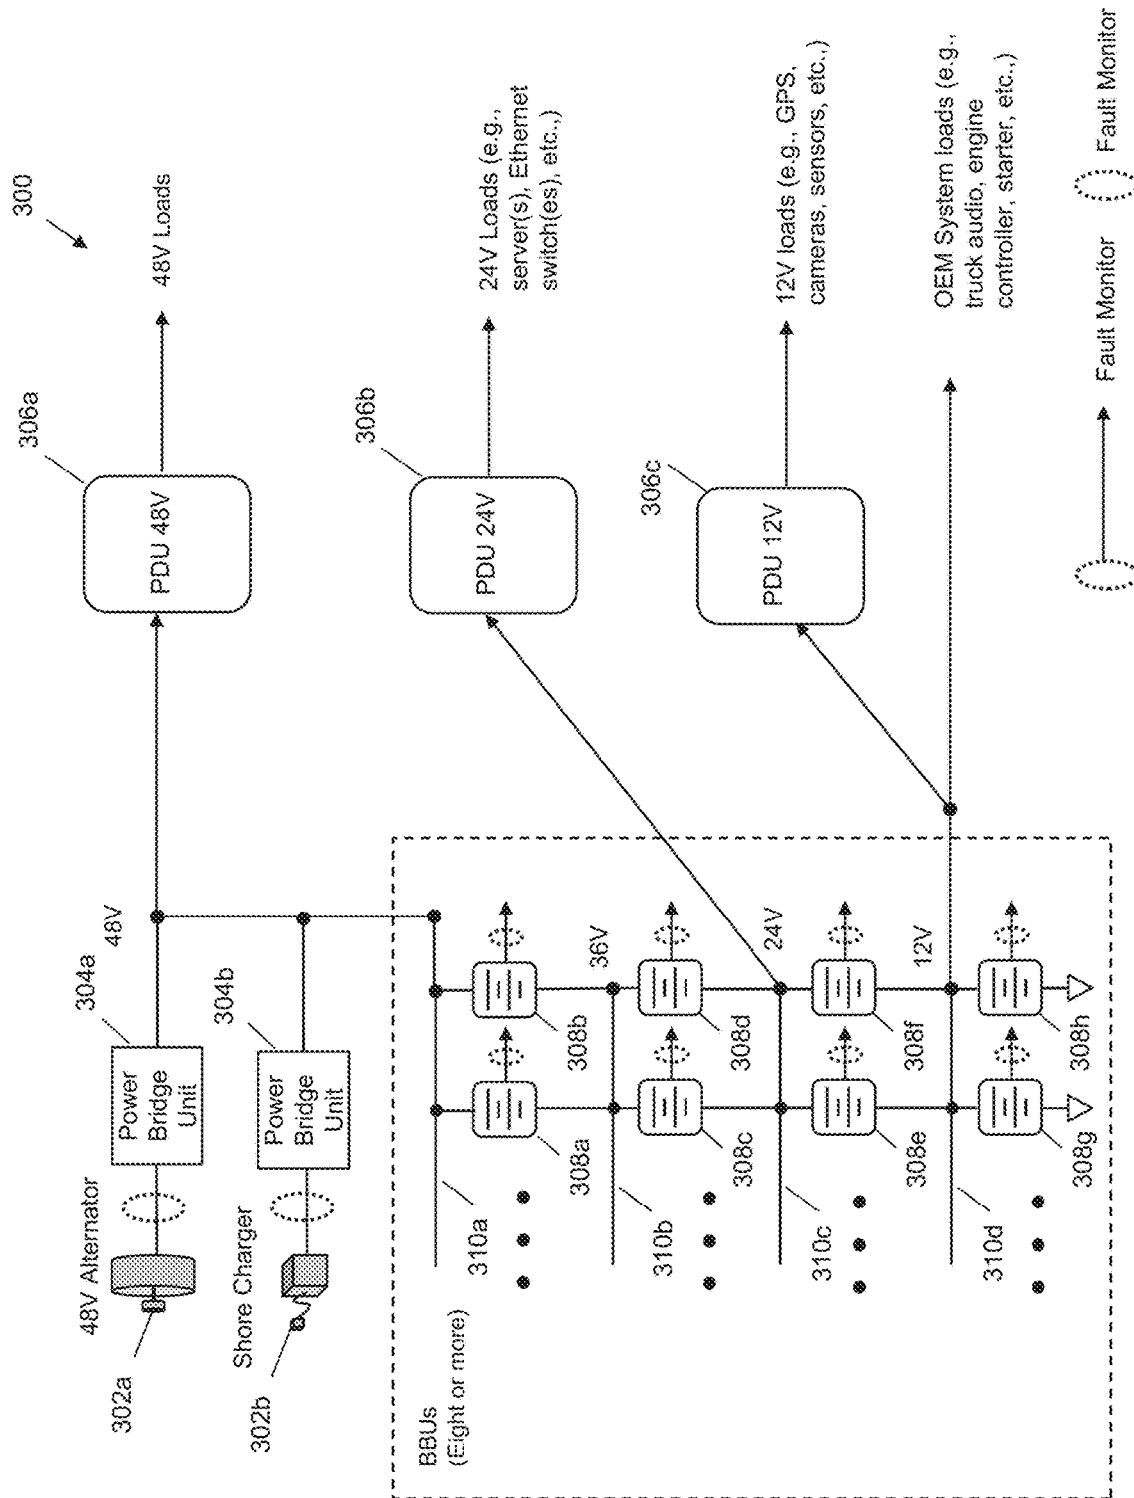 300
48V Alternator
302a
304a
Power
Bridge
Unit
48V
306a
PDU 48V
48V Loads
Shore Charger
302b
304b
Power
Bridge
Unit
BBUs
(Eight or more)
310a
308a
308b
36V
310b
308c
308d
24V
310c
308e
308f
12V
310d
308g
308h
306b
PDU 24V
24V Loads (e.g.,
server(s), Ethernet
switch(es), etc.,)
306c
PDU 12V
12V loads (e.g., GPS,
cameras, sensors, etc.,)
OEM System loads (e.g.,
truck audio, engine
controller, starter, etc.,)
Fault Monitor
Fault Monitor